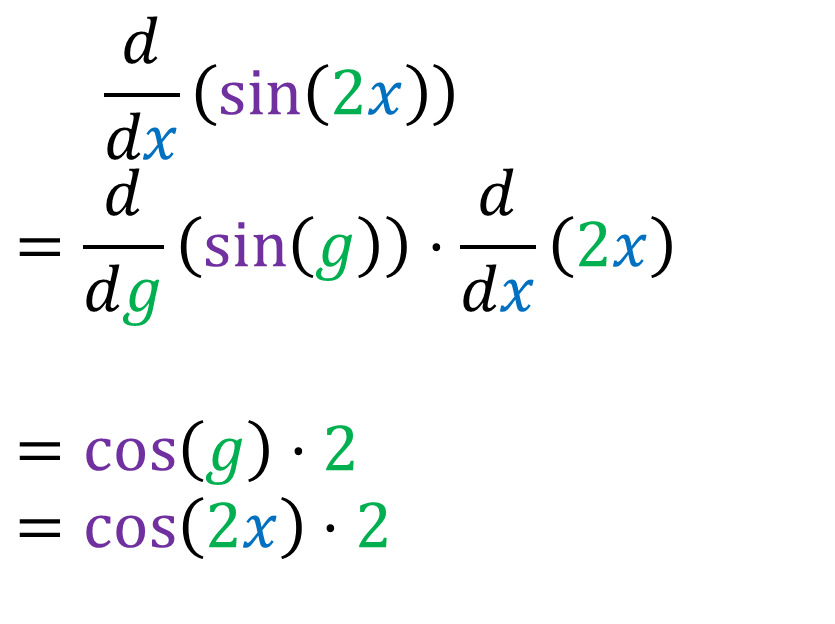 d/dx (sin(2x))
= d/dg (sin(g)) · d/dx (2x)
= cos(g) · 2
= cos(2x) · 2